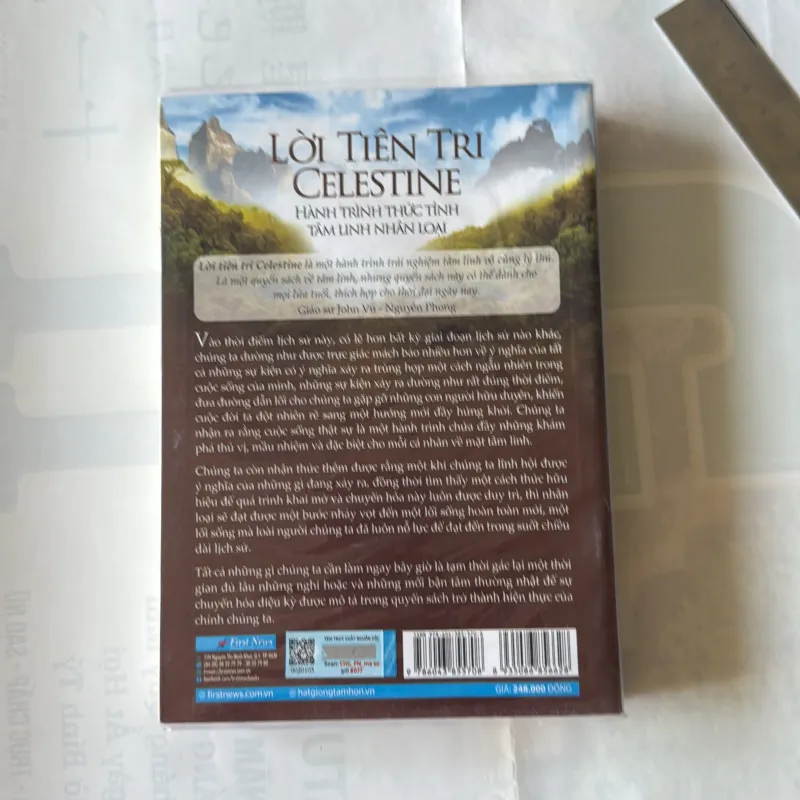 LỜI TIÊN TRI
CELESTINE
HÀNH TRÌNH THỨC TỈNH
TÂM LINH NHÂN LOẠI
Lời tiên tri Celestine là một hành trình trải nghiệm tâm linh vô cùng lý thú.
Là một quyển sách về tâm linh, nhưng quyển sách này có thể dành cho
mọi lứa tuổi, thích hợp cho thời đại ngày nay.
Giáo sư John Vũ - Nguyên Phong
Vào thời điểm lịch sử này, có lẽ hơn bất kỳ giai đoạn lịch sử nào khác,
chúng ta dường như được trực giác mách bảo nhiều hơn về ý nghĩa của tất
cả những sự kiện có ý nghĩa xảy ra trùng hợp một cách ngẫu nhiên trong
cuộc sống của mình, những sự kiện xảy ra dường như rất đúng thời điểm,
đưa đường dẫn lối cho chúng ta gặp gỡ những con người hữu duyên, khiến
cuộc đời ta đột nhiên rẽ sang một hướng mới đầy hứng khởi. Chúng ta
nhận ra rằng cuộc sống thật sự là một hành trình chứa đầy những khám
phá thú vị, mầu nhiệm và đặc biệt cho mỗi cá nhân về mặt tâm linh.
Chúng ta còn nhận thức thêm được rằng một khi chúng ta lĩnh hội được
ý nghĩa của những gì đang xảy ra, đồng thời tìm thấy một cách thức hữu
hiệu để quá trình khai mở và chuyển hóa này luôn được duy trì, thì nhân
loại sẽ đạt được một bước nhảy vọt đến một lối sống hoàn toàn mới, một
lối sống mà loài người chúng ta đã luôn nỗ lực để đạt đến trong suốt chiều
dài lịch sử.
Tất cả những gì chúng ta cần làm ngay bây giờ là tạm thời gác lại một thời
gian đủ lâu những nghi hoặc và những mối bận tâm thường nhật để sự
chuyển hóa diệu kỳ được mô tả trong quyển sách trở thành hiện thực của
chính chúng ta.
First News
TEM TRUY XUẤT NGUỒN GỐC
firstnews.com.vn
hatgiongtamhon.vn
GIÁ: 248.000 ĐỒNG